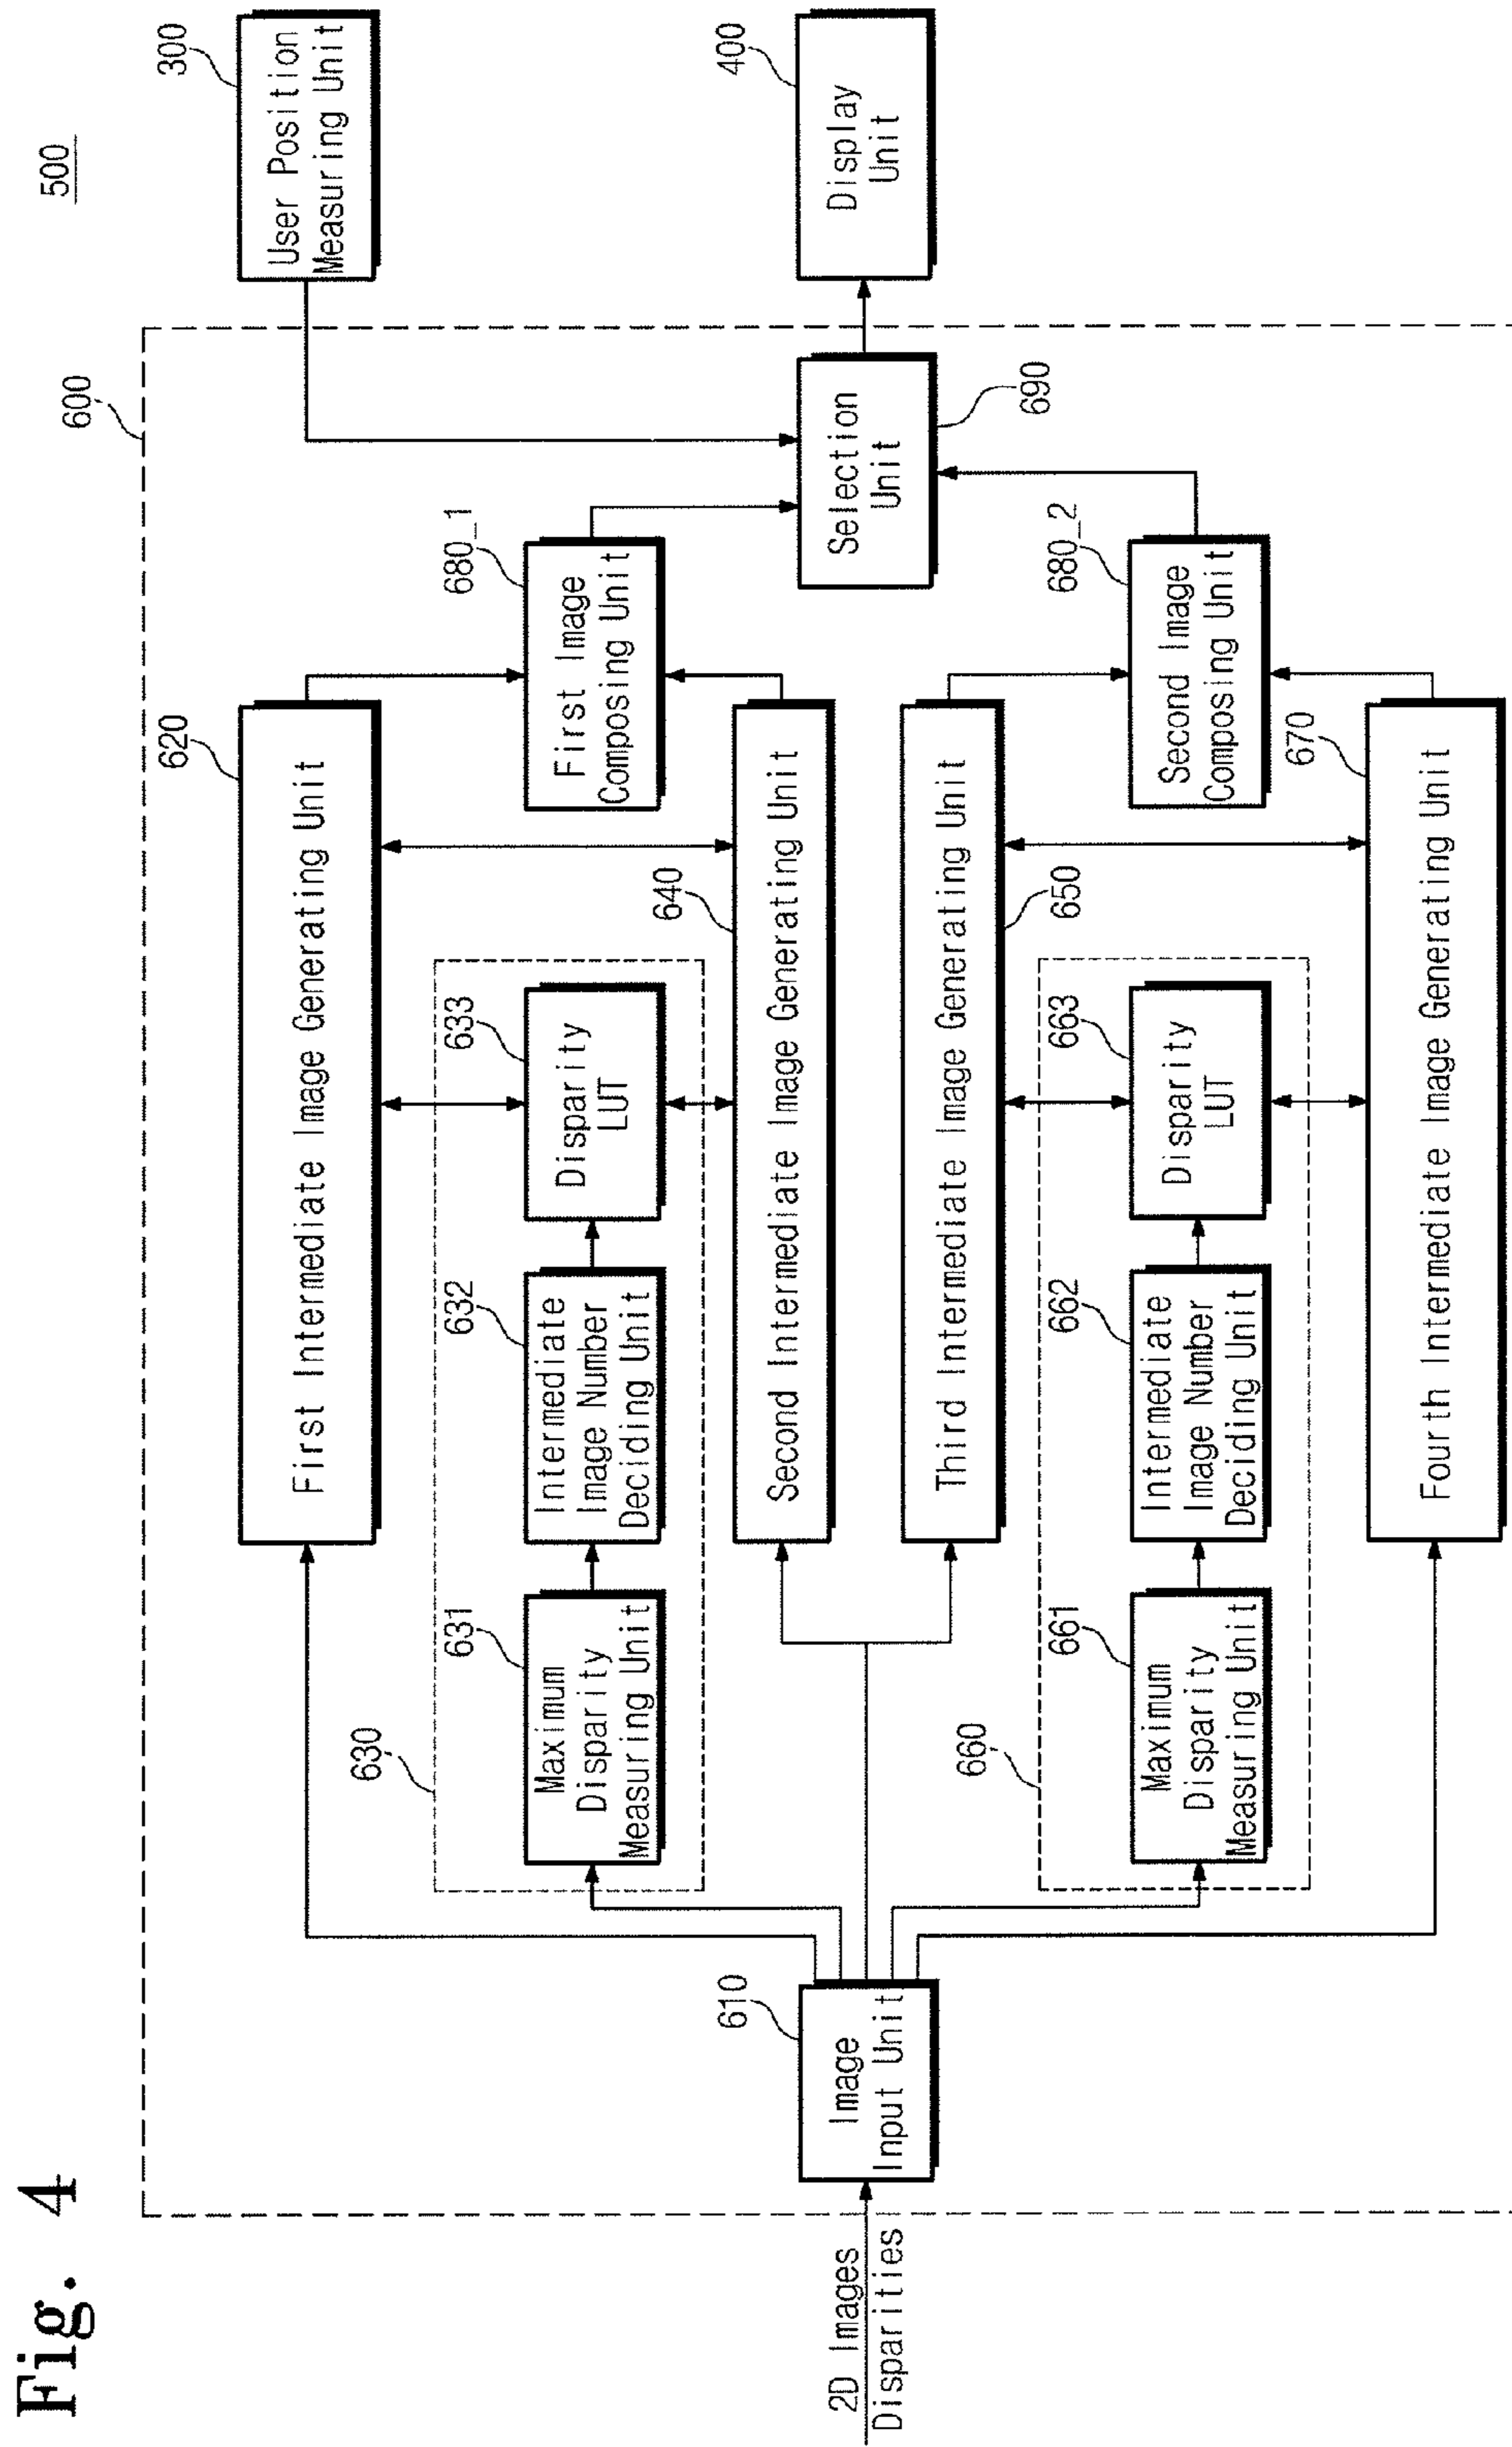 Fig. 4
500
600
300
User Position
Measuring Unit
620
First Intermediate Image Generating Unit
630
631
Maximum
Disparity
Measuring Unit
632
Intermediate
Image Number
Deciding Unit
633
Disparity
LUT
680_1
First Image
Composing Unit
640
Second Intermediate Image Generating Unit
610
Image
Input Unit
2D Images
Disparities
690
Selection
Unit
400
Display
Unit
650
Third Intermediate Image Generating Unit
660
661
Maximum
Disparity
Measuring Unit
662
Intermediate
Image Number
Deciding Unit
663
Disparity
LUT
680_2
Second Image
Composing Unit
670
Fourth Intermediate Image Generating Unit